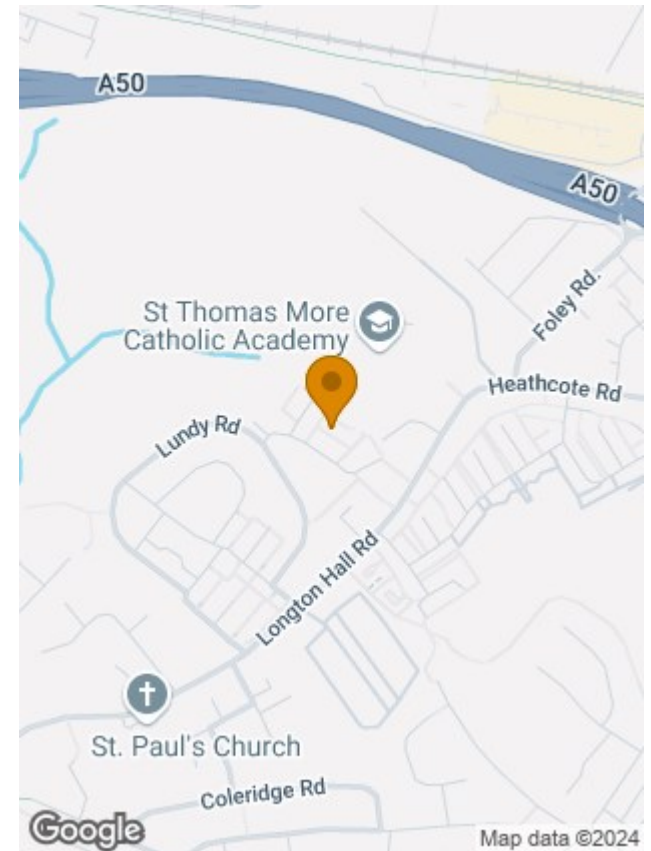 A50
A50
St Thomas More
Catholic Academy
Foley Rd.
Heathcote Rd
Lundy Rd
Longton Hall Rd
St. Paul's Church
Coleridge Rd
Google
Map data ©2024